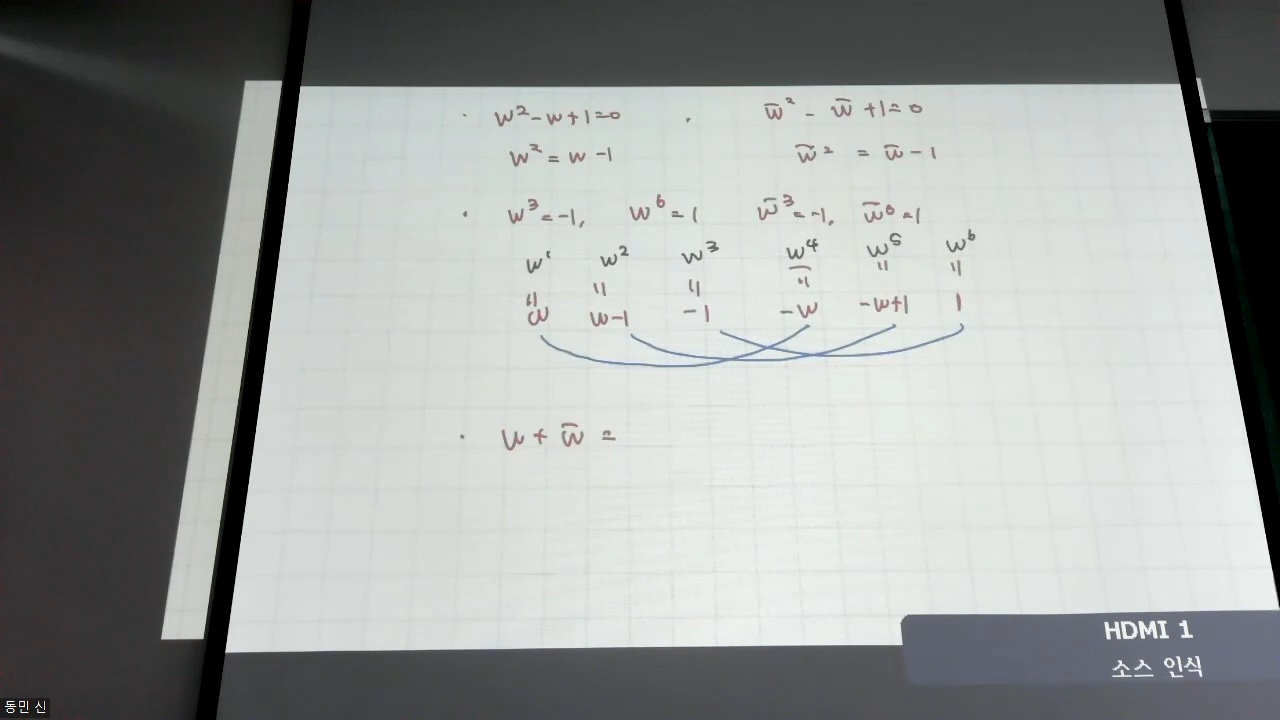 · w² - w + 1 = 0 · w̄² - w̄ + 1 = 0
w² = w - 1 w̄² = w̄ - 1
· w³ = -1, w⁶ = 1 w̄³ = -1, w̄⁶ = 1
w¹ w² w³ w⁴ w⁵ w⁶
= = = = = =
w w-1 -1 -w -w+1 1
· w + w̄ =
HDMI 1
소스 인식
동민 신